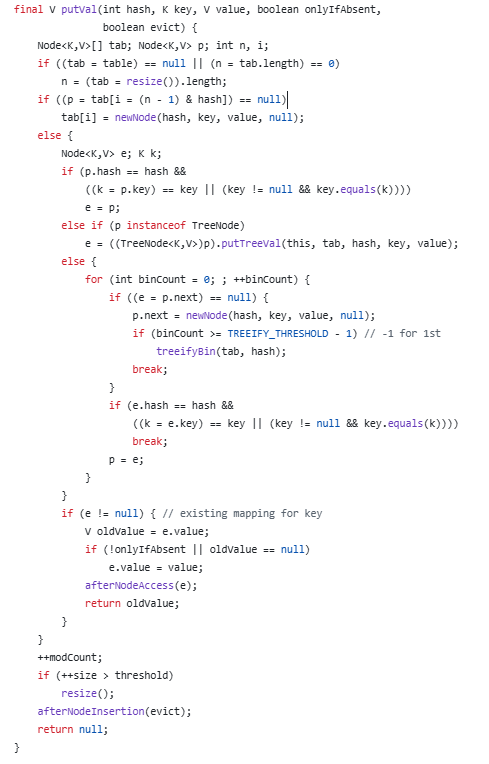 final V putVal(int hash, K key, V value, boolean onlyIfAbsent,
               boolean evict) {
    Node<K,V>[] tab; Node<K,V> p; int n, i;
    if ((tab = table) == null || (n = tab.length) == 0)
        n = (tab = resize()).length;
    if ((p = tab[i = (n - 1) & hash]) == null)
        tab[i] = newNode(hash, key, value, null);
    else {
        Node<K,V> e; K k;
        if (p.hash == hash &&
            ((k = p.key) == key || (key != null && key.equals(k))))
            e = p;
        else if (p instanceof TreeNode)
            e = ((TreeNode<K,V>)p).putTreeVal(this, tab, hash, key, value);
        else {
            for (int binCount = 0; ; ++binCount) {
                if ((e = p.next) == null) {
                    p.next = newNode(hash, key, value, null);
                    if (binCount >= TREEIFY_THRESHOLD - 1) // -1 for 1st
                        treeifyBin(tab, hash);
                    break;
                }
                if (e.hash == hash &&
                    ((k = e.key) == key || (key != null && key.equals(k))))
                    break;
                p = e;
            }
        }
        if (e != null) { // existing mapping for key
            V oldValue = e.value;
            if (!onlyIfAbsent || oldValue == null)
                e.value = value;
            afterNodeAccess(e);
            return oldValue;
        }
    }
    ++modCount;
    if (++size > threshold)
        resize();
    afterNodeInsertion(evict);
    return null;
}